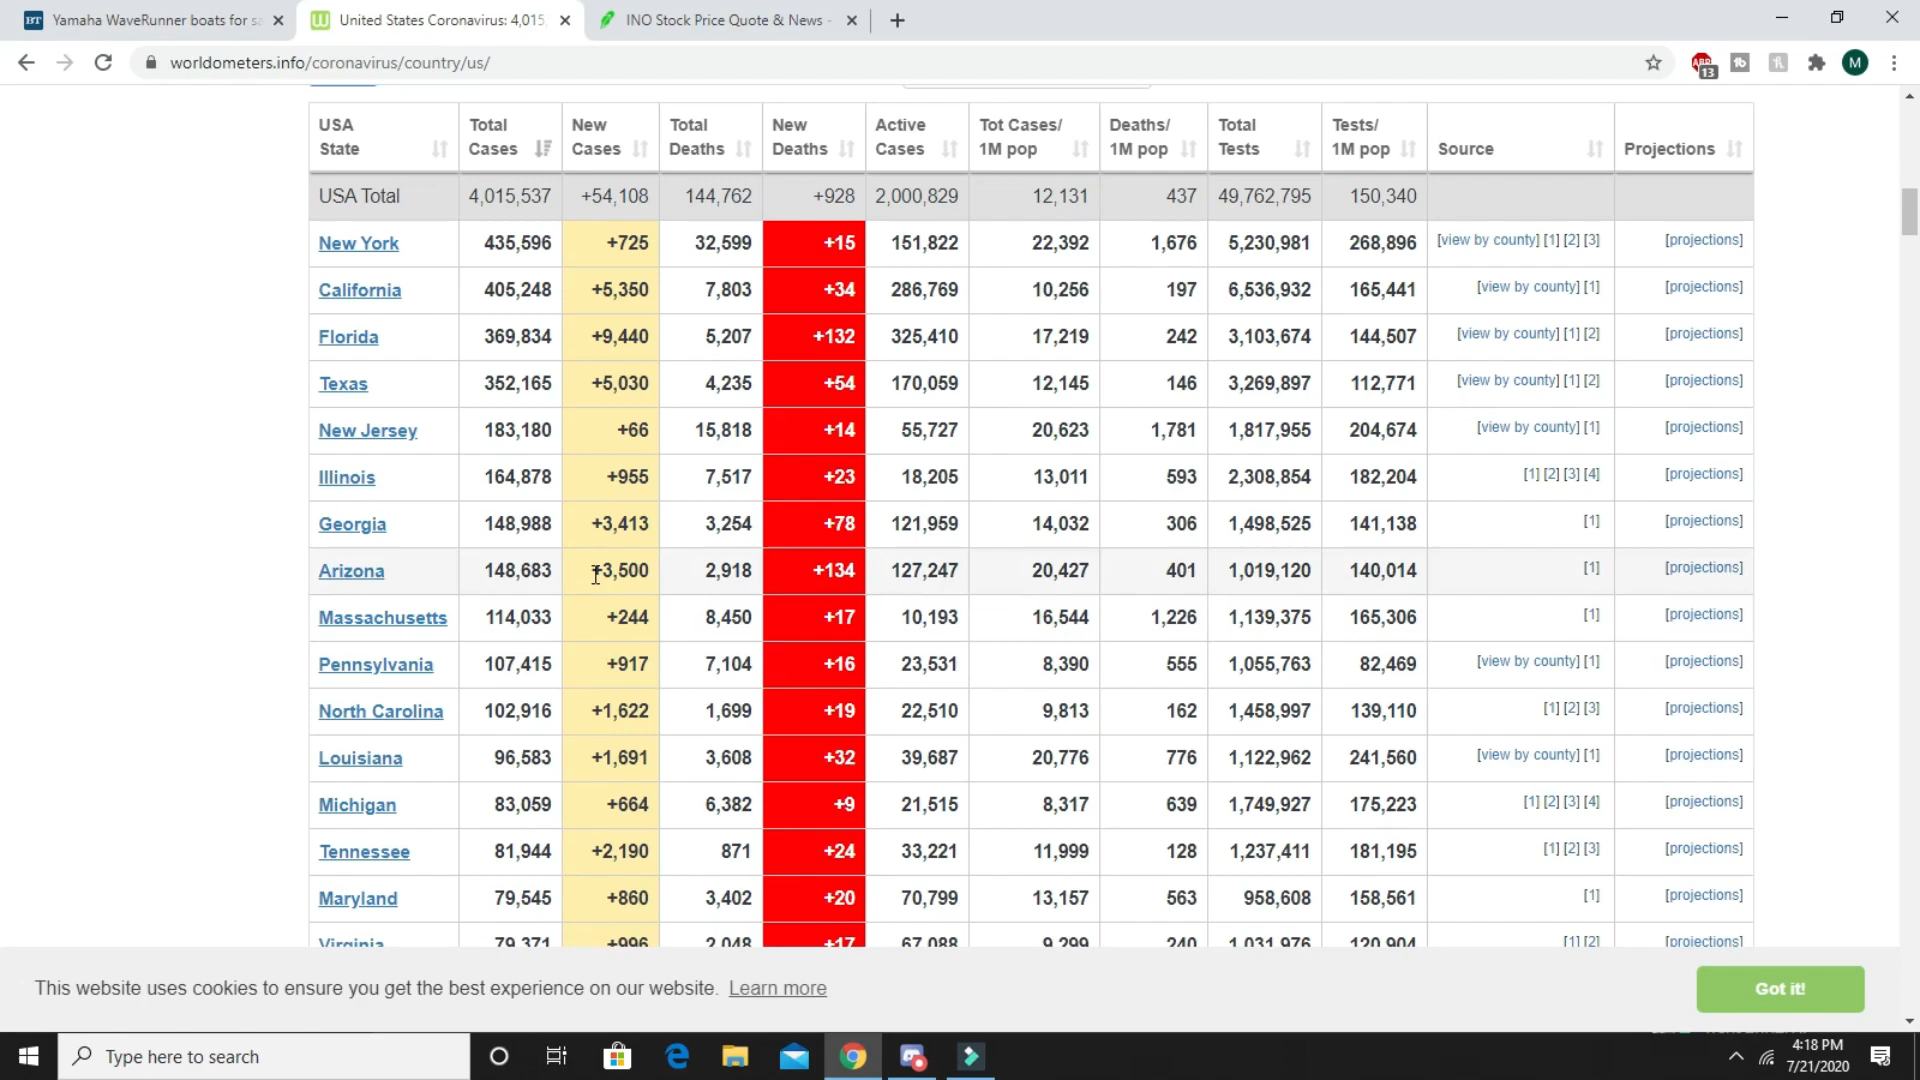 Yamaha WaveRunner boats for sa
United States Coronavirus: 4,015,
INO Stock Price Quote & News -
worldometers.info/coronavirus/country/us/
13
M
USA State Total Cases New Cases Total Deaths New Deaths Active Cases Tot Cases/ 1M pop Deaths/ 1M pop Total Tests Tests/ 1M pop Source Projections
USA Total 4,015,537 +54,108 144,762 +928 2,000,829 12,131 437 49,762,795 150,340
New York 435,596 +725 32,599 +15 151,822 22,392 1,676 5,230,981 268,896 [view by county] [1] [2] [3] [projections]
California 405,248 +5,350 7,803 +34 286,769 10,256 197 6,536,932 165,441 [view by county] [1] [projections]
Florida 369,834 +9,440 5,207 +132 325,410 17,219 242 3,103,674 144,507 [view by county] [1] [2] [projections]
Texas 352,165 +5,030 4,235 +54 170,059 12,145 146 3,269,897 112,771 [view by county] [1] [2] [projections]
New Jersey 183,180 +66 15,818 +14 55,727 20,623 1,781 1,817,955 204,674 [view by county] [1] [projections]
Illinois 164,878 +955 7,517 +23 18,205 13,011 593 2,308,854 182,204 [1] [2] [3] [4] [projections]
Georgia 148,988 +3,413 3,254 +78 121,959 14,032 306 1,498,525 141,138 [1] [projections]
Arizona 148,683 +3,500 2,918 +134 127,247 20,427 401 1,019,120 140,014 [1] [projections]
Massachusetts 114,033 +244 8,450 +17 10,193 16,544 1,226 1,139,375 165,306 [1] [projections]
Pennsylvania 107,415 +917 7,104 +16 23,531 8,390 555 1,055,763 82,469 [view by county] [1] [projections]
North Carolina 102,916 +1,622 1,699 +19 22,510 9,813 162 1,458,997 139,110 [1] [2] [3] [projections]
Louisiana 96,583 +1,691 3,608 +32 39,687 20,776 776 1,122,962 241,560 [view by county] [1] [projections]
Michigan 83,059 +664 6,382 +9 21,515 8,317 639 1,749,927 175,223 [1] [2] [3] [4] [projections]
Tennessee 81,944 +2,190 871 +24 33,221 11,999 128 1,237,411 181,195 [1] [2] [3] [projections]
Maryland 79,545 +860 3,402 +20 70,799 13,157 563 958,608 158,561 [1] [projections]
Virginia 79,371 +996 2,048 +17 67,088 9,299 240 1,031,976 120,904 [1] [2] [projections]
This website uses cookies to ensure you get the best experience on our website. Learn more
Got it!
Type here to search
4:18 PM
7/21/2020